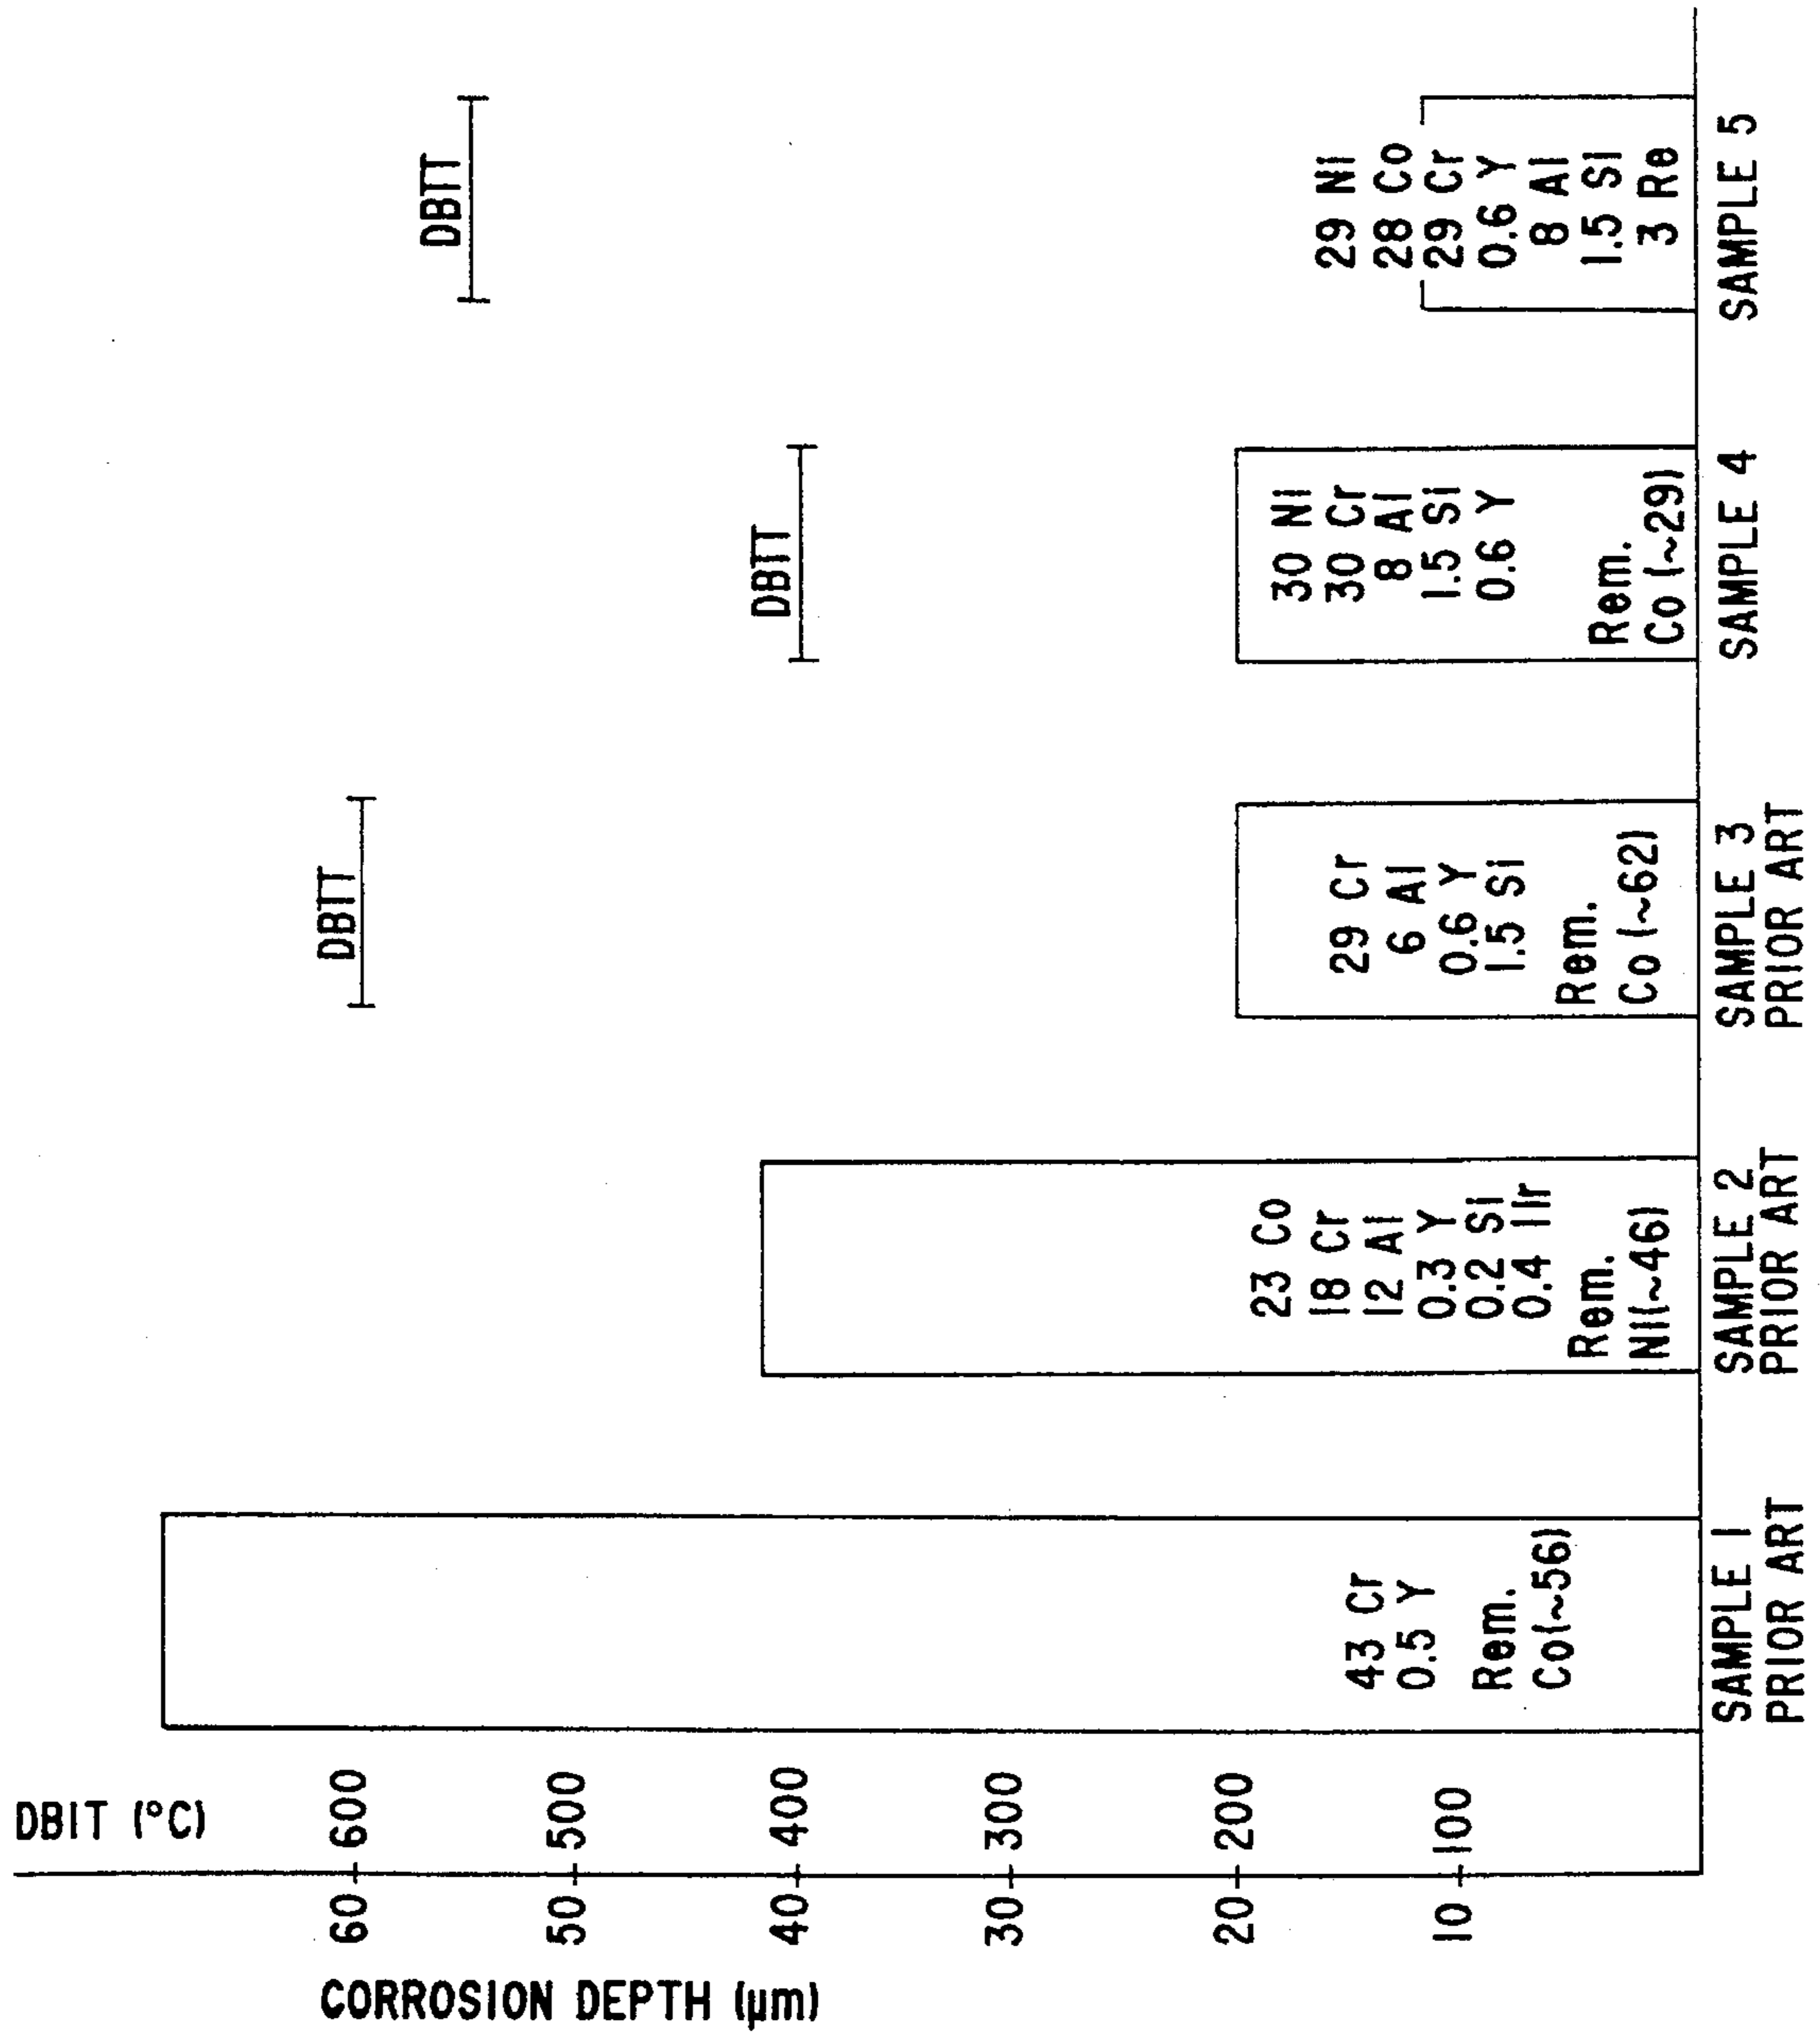 DBIT (°C)
CORROSION DEPTH (µm)
60 600
50 500
40 400
30 300
20 200
10 100
43 Cr
0.5 Y
Rem.
Co(~56)
SAMPLE 1
PRIOR ART
23 Co
18 Cr
12 Al
0.3 Y
0.2 Si
0.4 Ir
Rem.
Ni(~46)
SAMPLE 2
PRIOR ART
DBTT
29 Cr
6 Al
0.6 Y
1.5 Si
Rem.
Co (~62)
SAMPLE 3
PRIOR ART
DBTT
30 Ni
30 Cr
8 Al
1.5 Si
0.6 Y
Rem.
Co (~29)
SAMPLE 4
DBTT
29 Ni
28 Co
29 Cr
0.6 Y
8 Al
1.5 Si
3 Re
SAMPLE 5